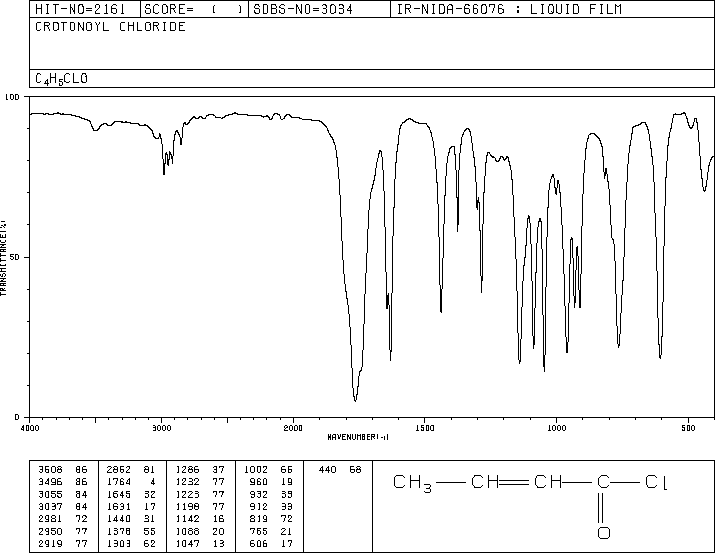 HIT-NO=2161 SCORE= ( ) SDBS-NO=3034 IR-NIDA-66076 : LIQUID FILM
CROTONOYL CHLORIDE
C4H5CLO
100
50
0
TRANSMITTANCE(%)
4000 3000 2000 1500 1000 500
WAVENUMBER(-1)
3608 86 2862 81 1286 37 1002 66 440 68
3496 86 1764 4 1232 77 960 19
3055 84 1645 32 1223 77 932 33
3037 84 1631 17 1198 77 912 33
2981 72 1440 31 1142 16 819 72
2950 77 1378 55 1088 20 765 21
2919 77 1303 62 1047 13 606 17
CH3 CH CH C Cl
O